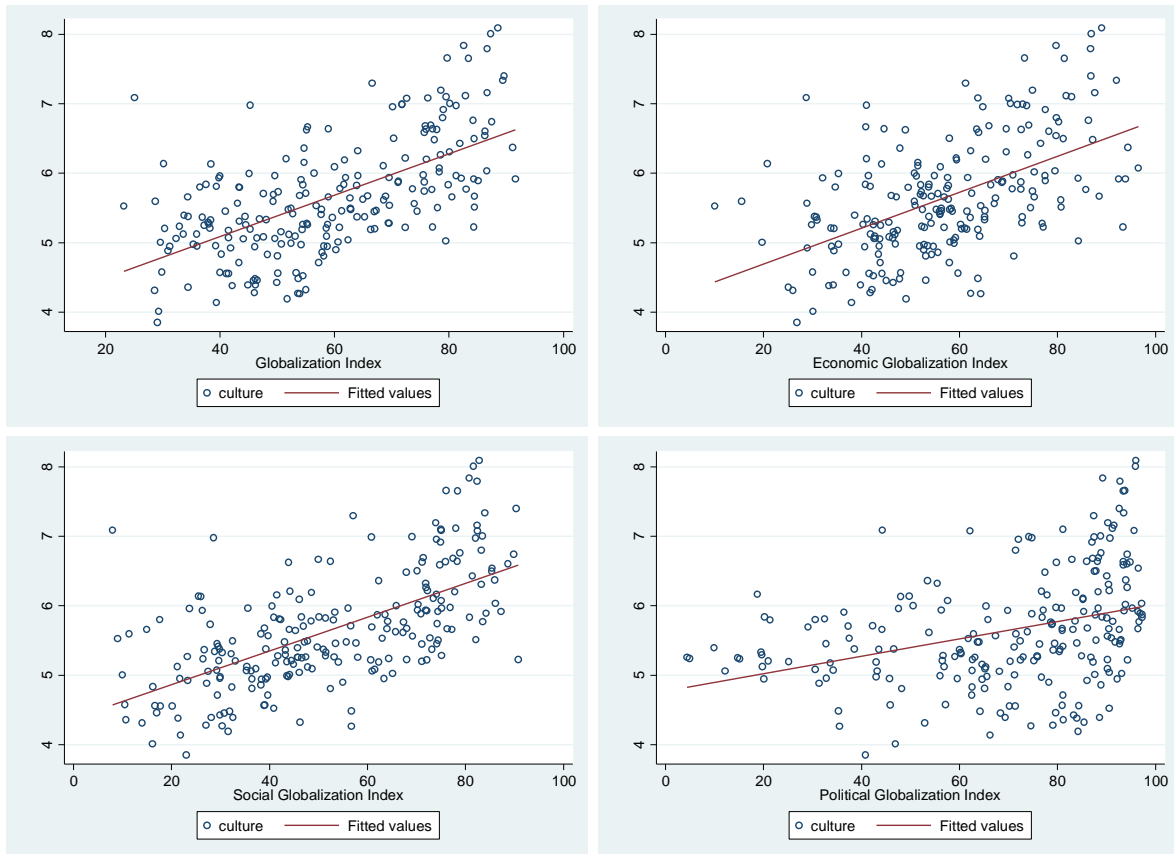 8
7
6
5
4
20 40 60 80 100
Globalization Index
culture Fitted values
8
7
6
5
4
0 20 40 60 80 100
Economic Globalization Index
culture Fitted values
8
7
6
5
4
0 20 40 60 80 100
Social Globalization Index
culture Fitted values
8
7
6
5
4
0 20 40 60 80 100
Political Globalization Index
culture Fitted values